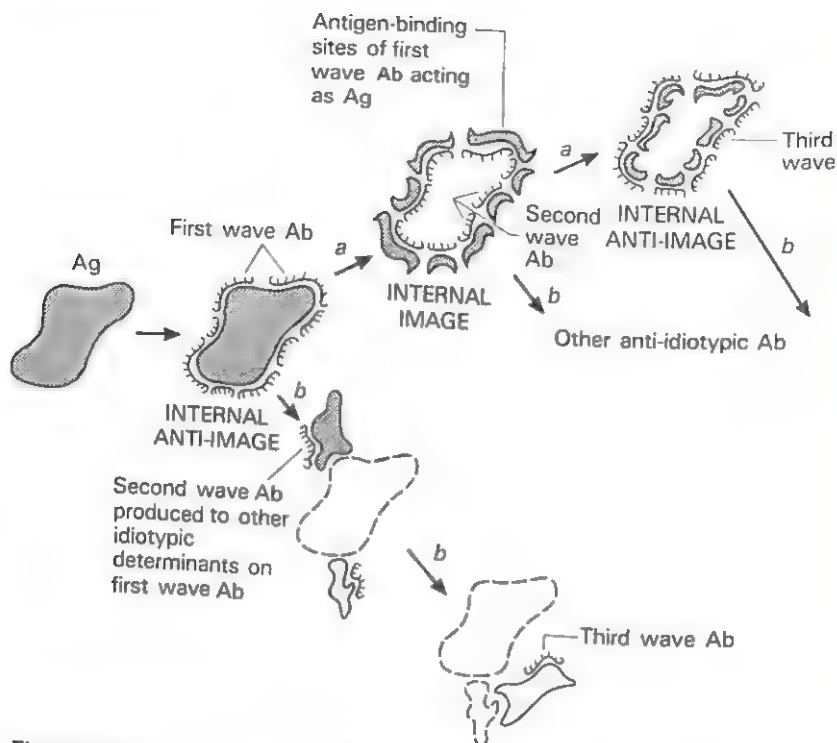 Antigen-binding
sites of first
wave Ab acting
as Ag
a
Third
wave
Second
wave
Ab
INTERNAL
ANTI-IMAGE
First wave Ab
a
Ag
INTERNAL
IMAGE
b
b
Other anti-idiotypic Ab
b
INTERNAL
ANTI-IMAGE
Second wave Ab
produced to other
idiotypic
determinants on
first wave Ab
b
Third wave Ab